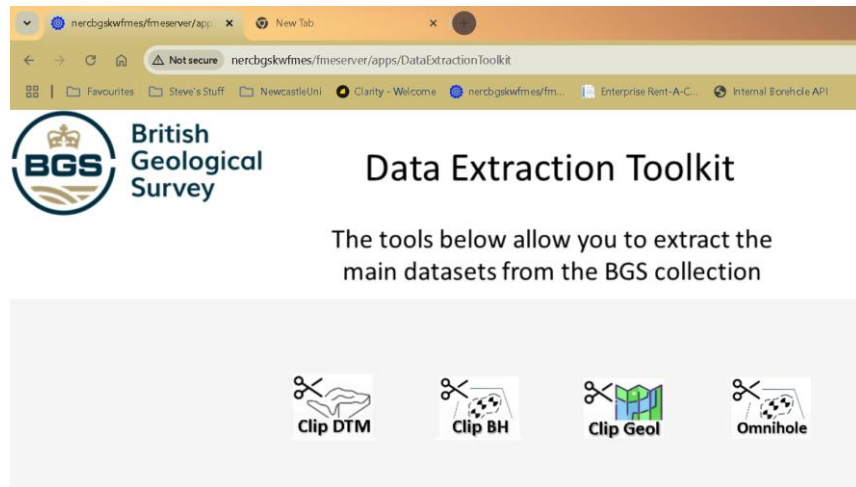 nercbgskwfmes/fmeserver/app
New Tab
Not secure
nercbgskwfmes/fmeserver/apps/DataExtractionToolkit
Favourites
Steve's Stuff
NewcastleUni
Clarity - Welcome
nercbgskwfmes/fm...
Enterprise Rent-A-C...
Internal Borehole API
BGS
British
Geological
Survey
Data Extraction Toolkit
The tools below allow you to extract the
main datasets from the BGS collection
Clip DTM
Clip BH
Clip Geol
Omnihole